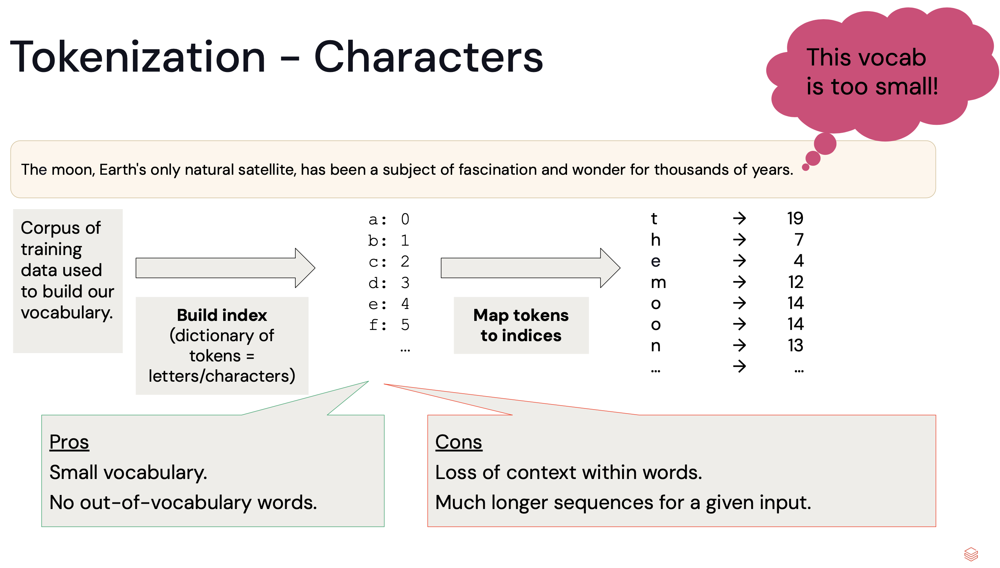 Tokenization - Characters
This vocab
is too small!
The moon, Earth's only natural satellite, has been a subject of fascination and wonder for thousands of years.
Corpus of
training
data used
to build our
vocabulary.
Build index
(dictionary of
tokens =
letters/characters)
a: 0
b: 1
c: 2
d: 3
e: 4
f: 5
…
Map tokens
to indices
t → 19
h → 7
e → 4
m → 12
o → 14
o → 14
n → 13
… → …
Pros
Small vocabulary.
No out-of-vocabulary words.
Cons
Loss of context within words.
Much longer sequences for a given input.